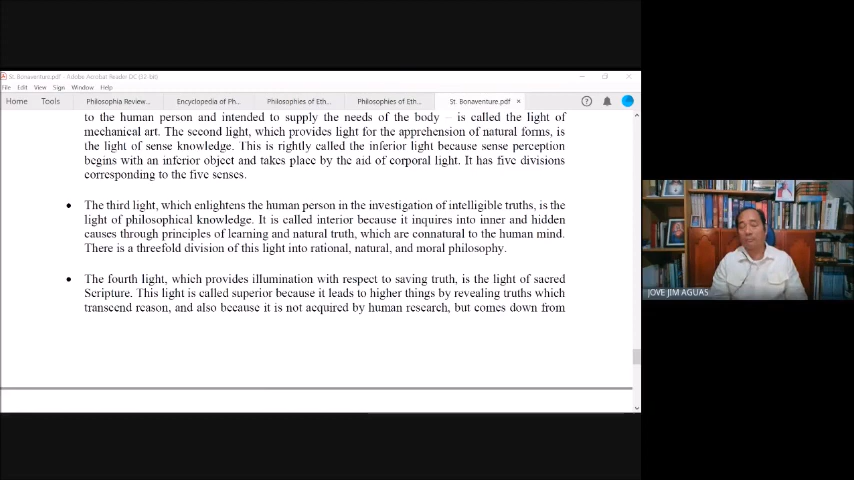 St. Bonaventure.pdf - Adobe Acrobat Reader DC (32-bit)
File Edit View Sign Window Help
Home Tools Philosophia Review... Encyclopedia of Ph... Philosophies of Eth... Philosophies of Eth... St. Bonaventure.pdf ×
to the human person and intended to supply the needs of the body – is called the light of
mechanical art. The second light, which provides light for the apprehension of natural forms, is
the light of sense knowledge. This is rightly called the inferior light because sense perception
begins with an inferior object and takes place by the aid of corporal light. It has five divisions
corresponding to the five senses.
• The third light, which enlightens the human person in the investigation of intelligible truths, is the
light of philosophical knowledge. It is called interior because it inquires into inner and hidden
causes through principles of learning and natural truth, which are connatural to the human mind.
There is a threefold division of this light into rational, natural, and moral philosophy.
• The fourth light, which provides illumination with respect to saving truth, is the light of sacred
Scripture. This light is called superior because it leads to higher things by revealing truths which
transcend reason, and also because it is not acquired by human research, but comes down from
JOVE JIM AGUAS